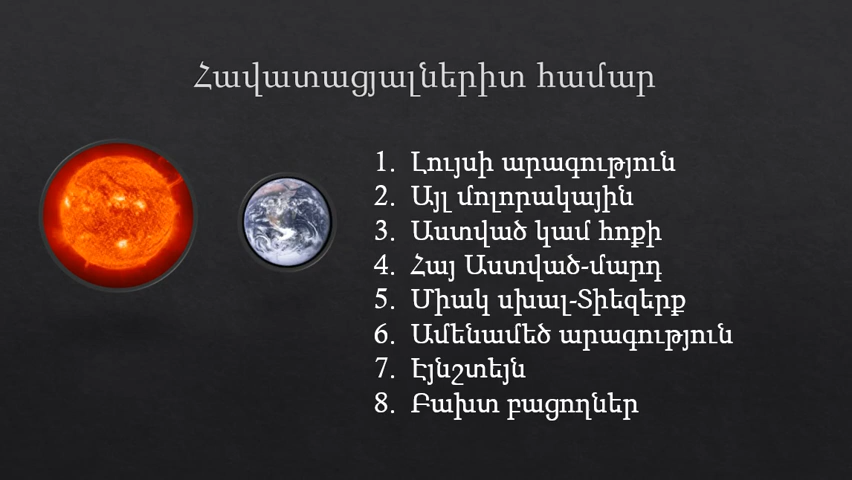 Հավատացյալներիտ համար
1. Լույսի արագություն
2. Այլ մոլորակային
3. Աստված կամ հոքի
4. Հայ Աստված-մարդ
5. Միակ սխալ-Տիեզերք
6. Ամենամեծ արագություն
7. Էյնշտեյն
8. Բախտ բացողներ